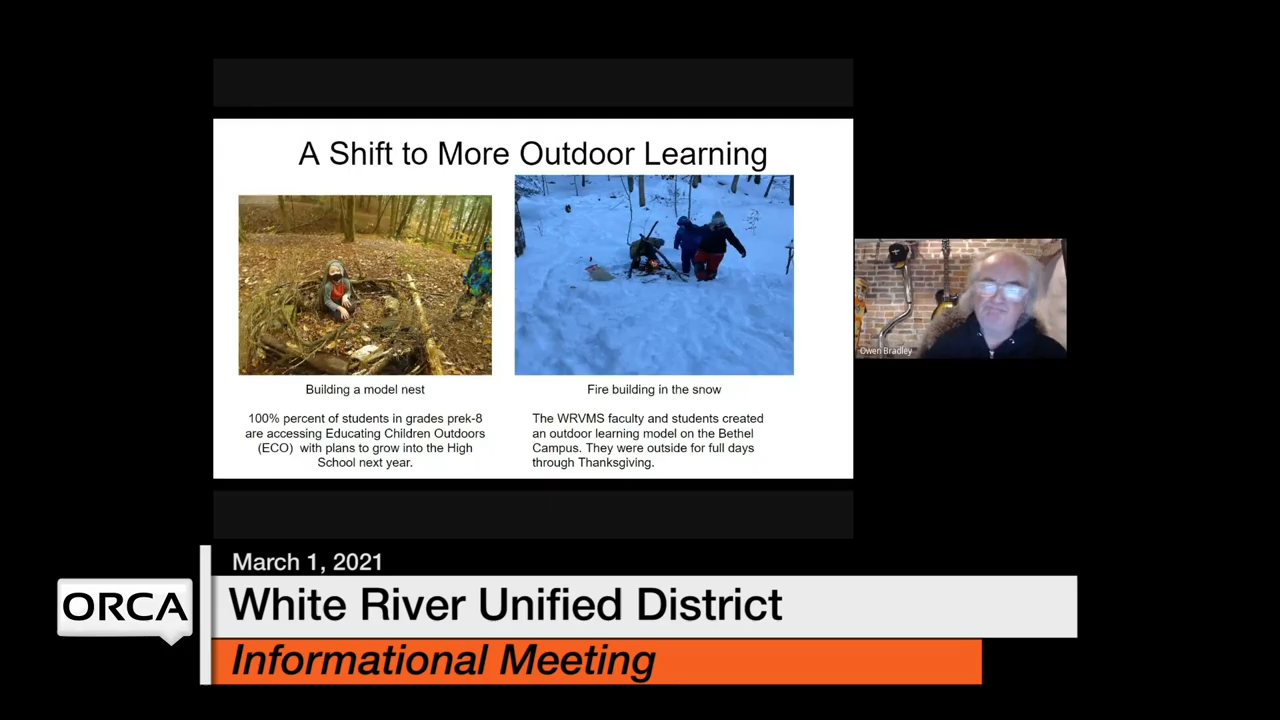 A Shift to More Outdoor Learning
Building a model nest
100% percent of students in grades prek-8
are accessing Educating Children Outdoors
(ECO) with plans to grow into the High
School next year.
Fire building in the snow
The WRVMS faculty and students created
an outdoor learning model on the Bethel
Campus. They were outside for full days
through Thanksgiving.
Owen Bradley
March 1, 2021
ORCA
White River Unified District
Informational Meeting